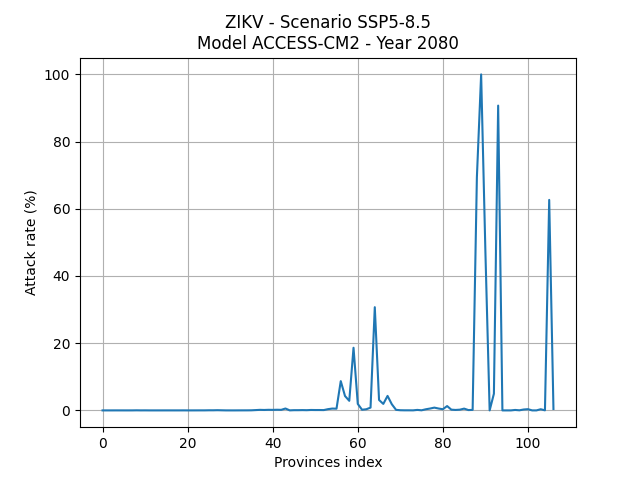 ZIKV - Scenario SSP5-8.5
Model ACCESS-CM2 - Year 2080
100
80
60
40
20
0
Attack rate (%)
0 20 40 60 80 100
Provinces index